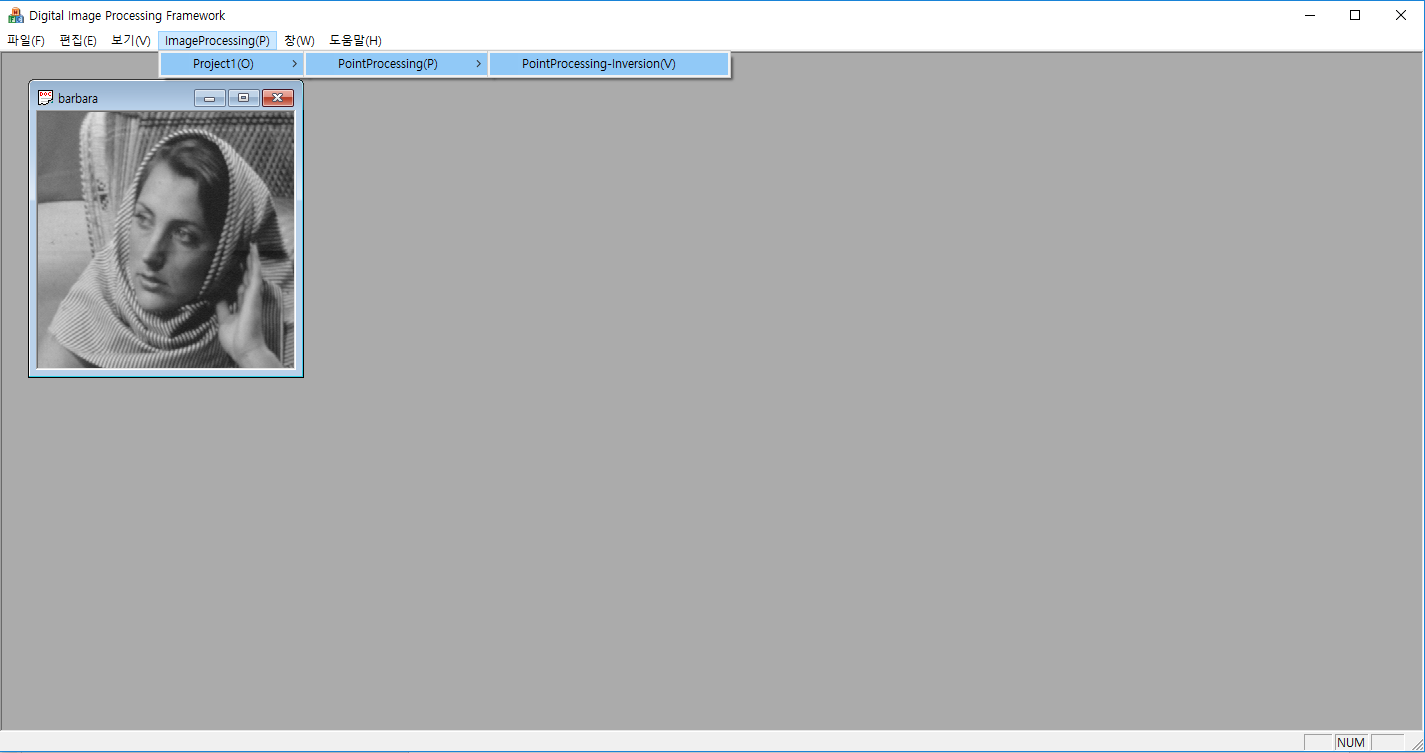 Digital Image Processing Framework
파일(F) 편집(E) 보기(V) ImageProcessing(P) 창(W) 도움말(H)
Project1(O) PointProcessing(P) PointProcessing-Inversion(V)
DOC barbara
NUM